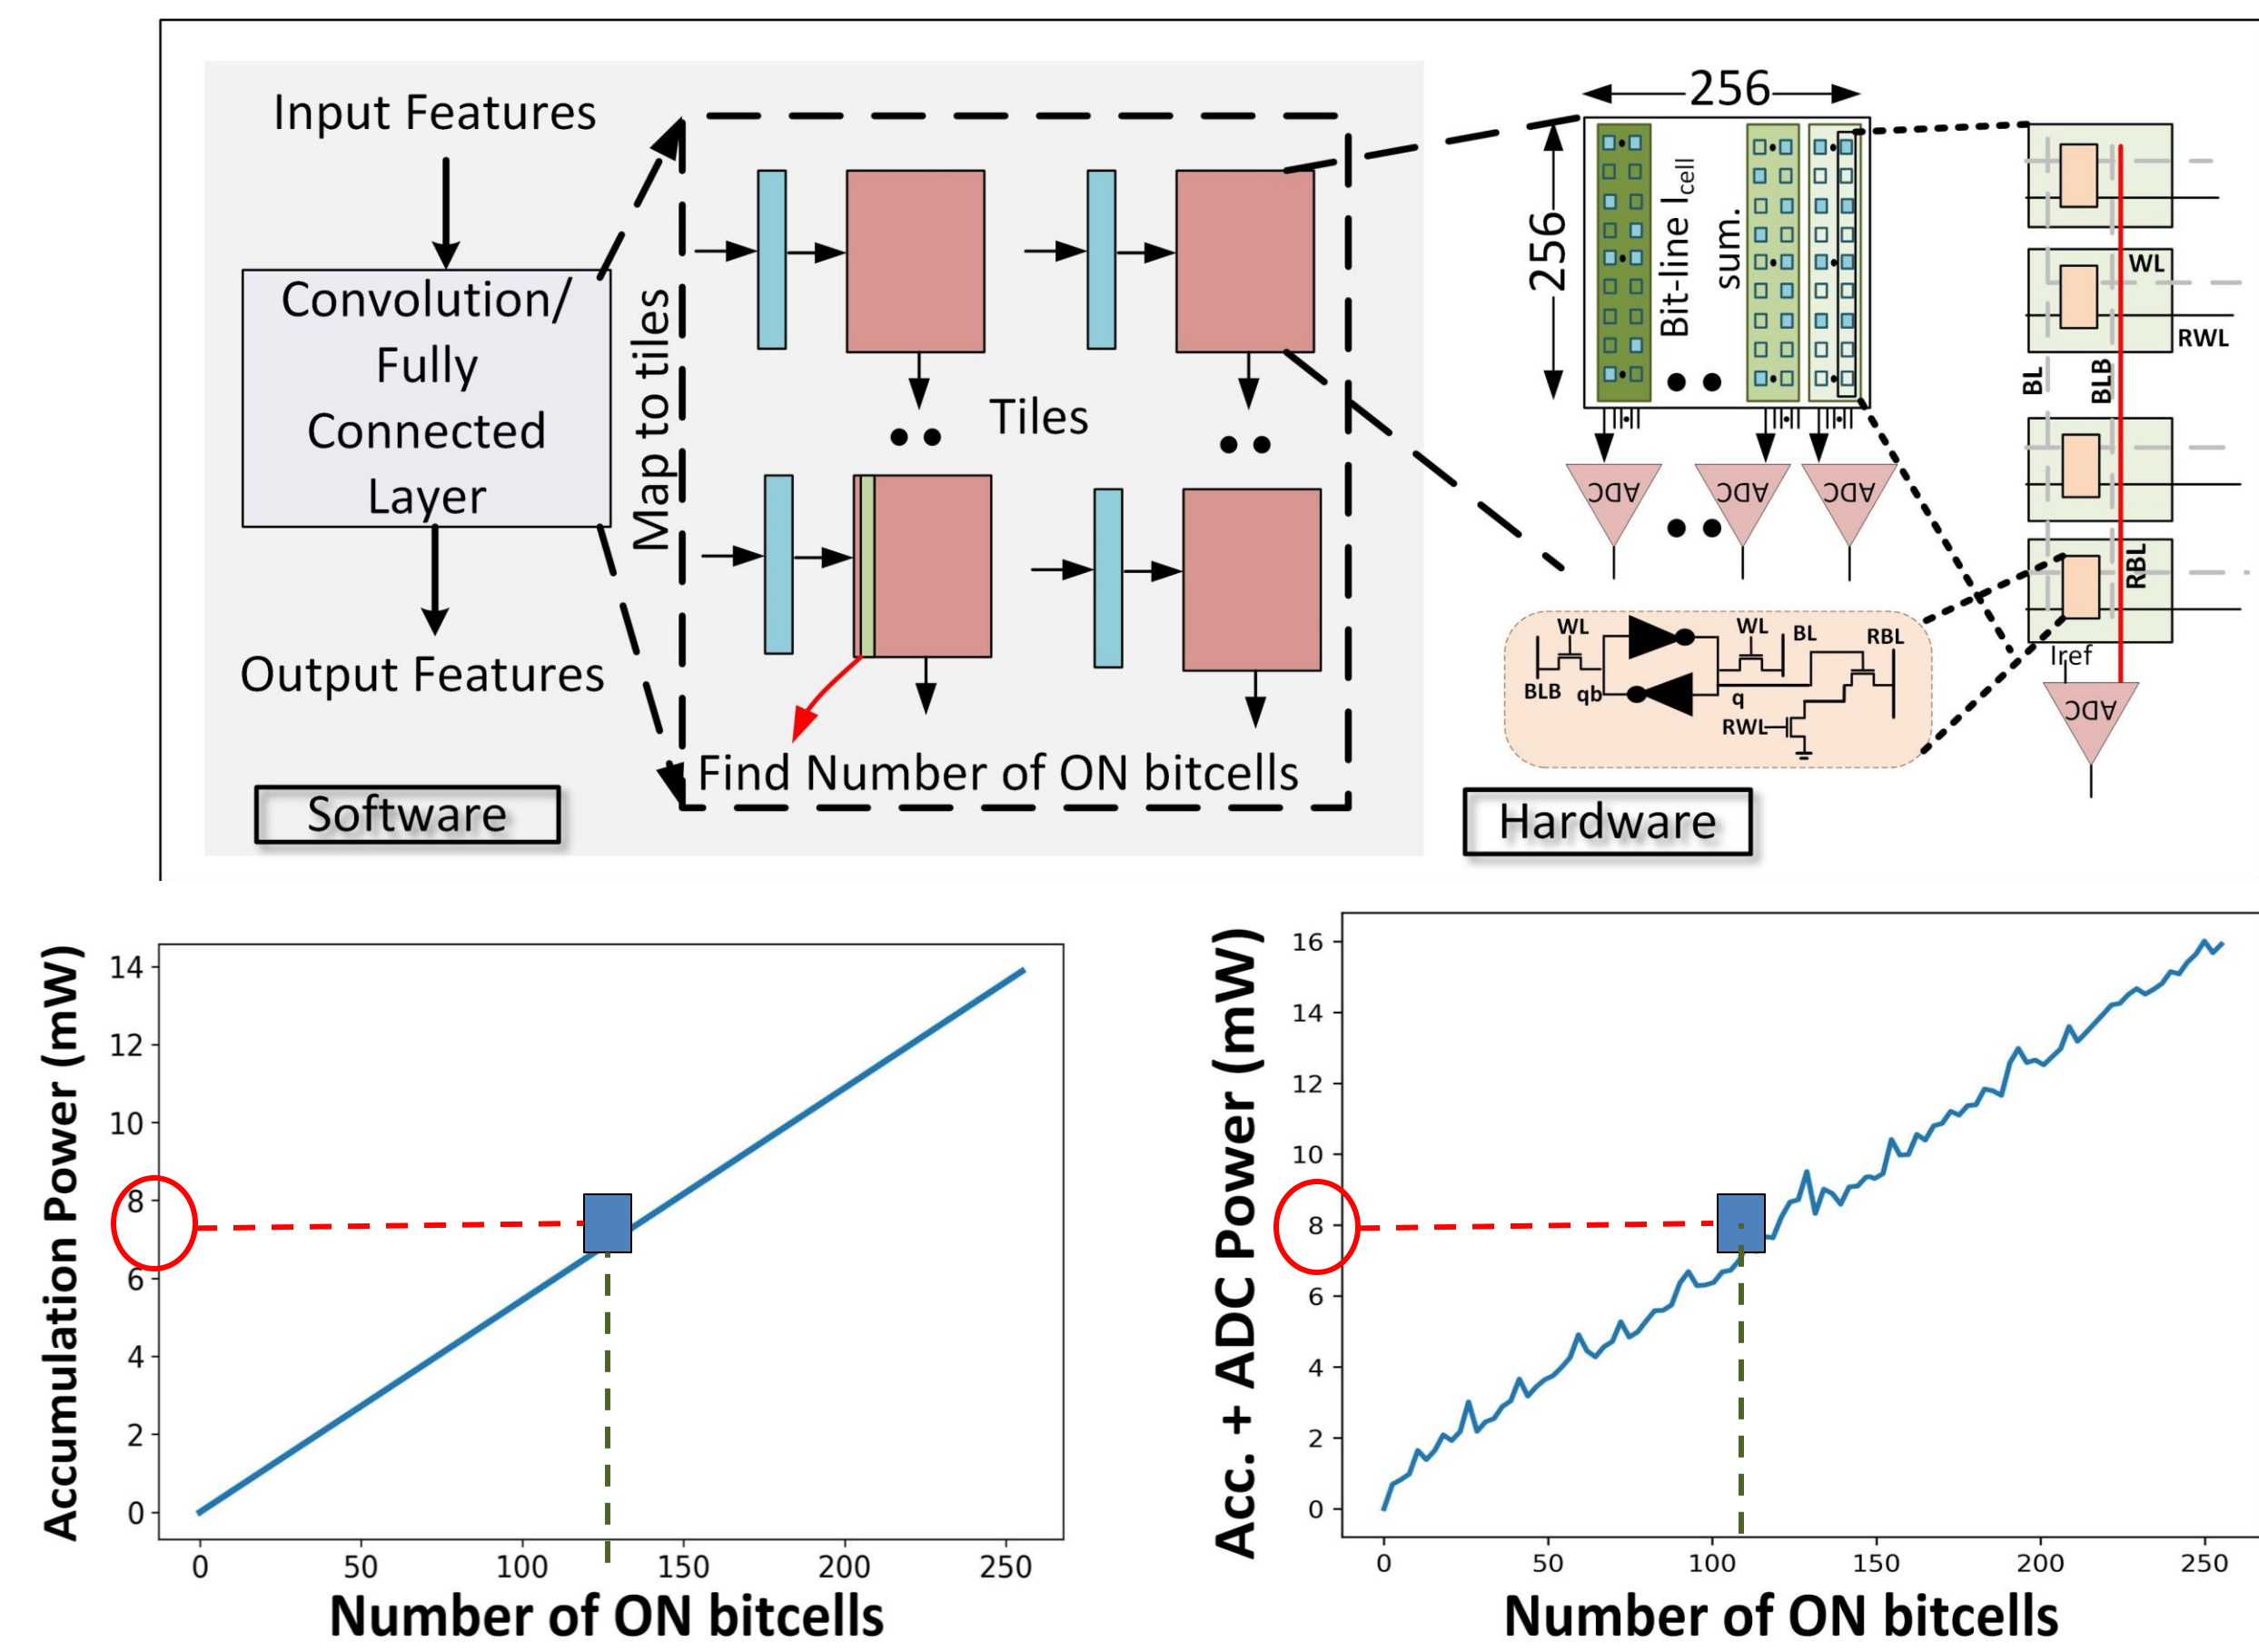 Input Features
Convolution/
Fully
Connected
Layer
Output Features
Software
Map to tiles
Tiles
Find Number of ON bitcells
256
256
Bit-line Icell
sum.
ADC
ADC
ADC
WL
WL
BL
RBL
BLB
qb
q
RWL
Hardware
WL
RWL
BL
BLB
RBL
Iref
ADC
Accumulation Power (mW)
14
12
10
8
6
4
2
0
0 50 100 150 200 250
Number of ON bitcells
Acc. + ADC Power (mW)
16
14
12
10
8
6
4
2
0
0 50 100 150 200 250
Number of ON bitcells